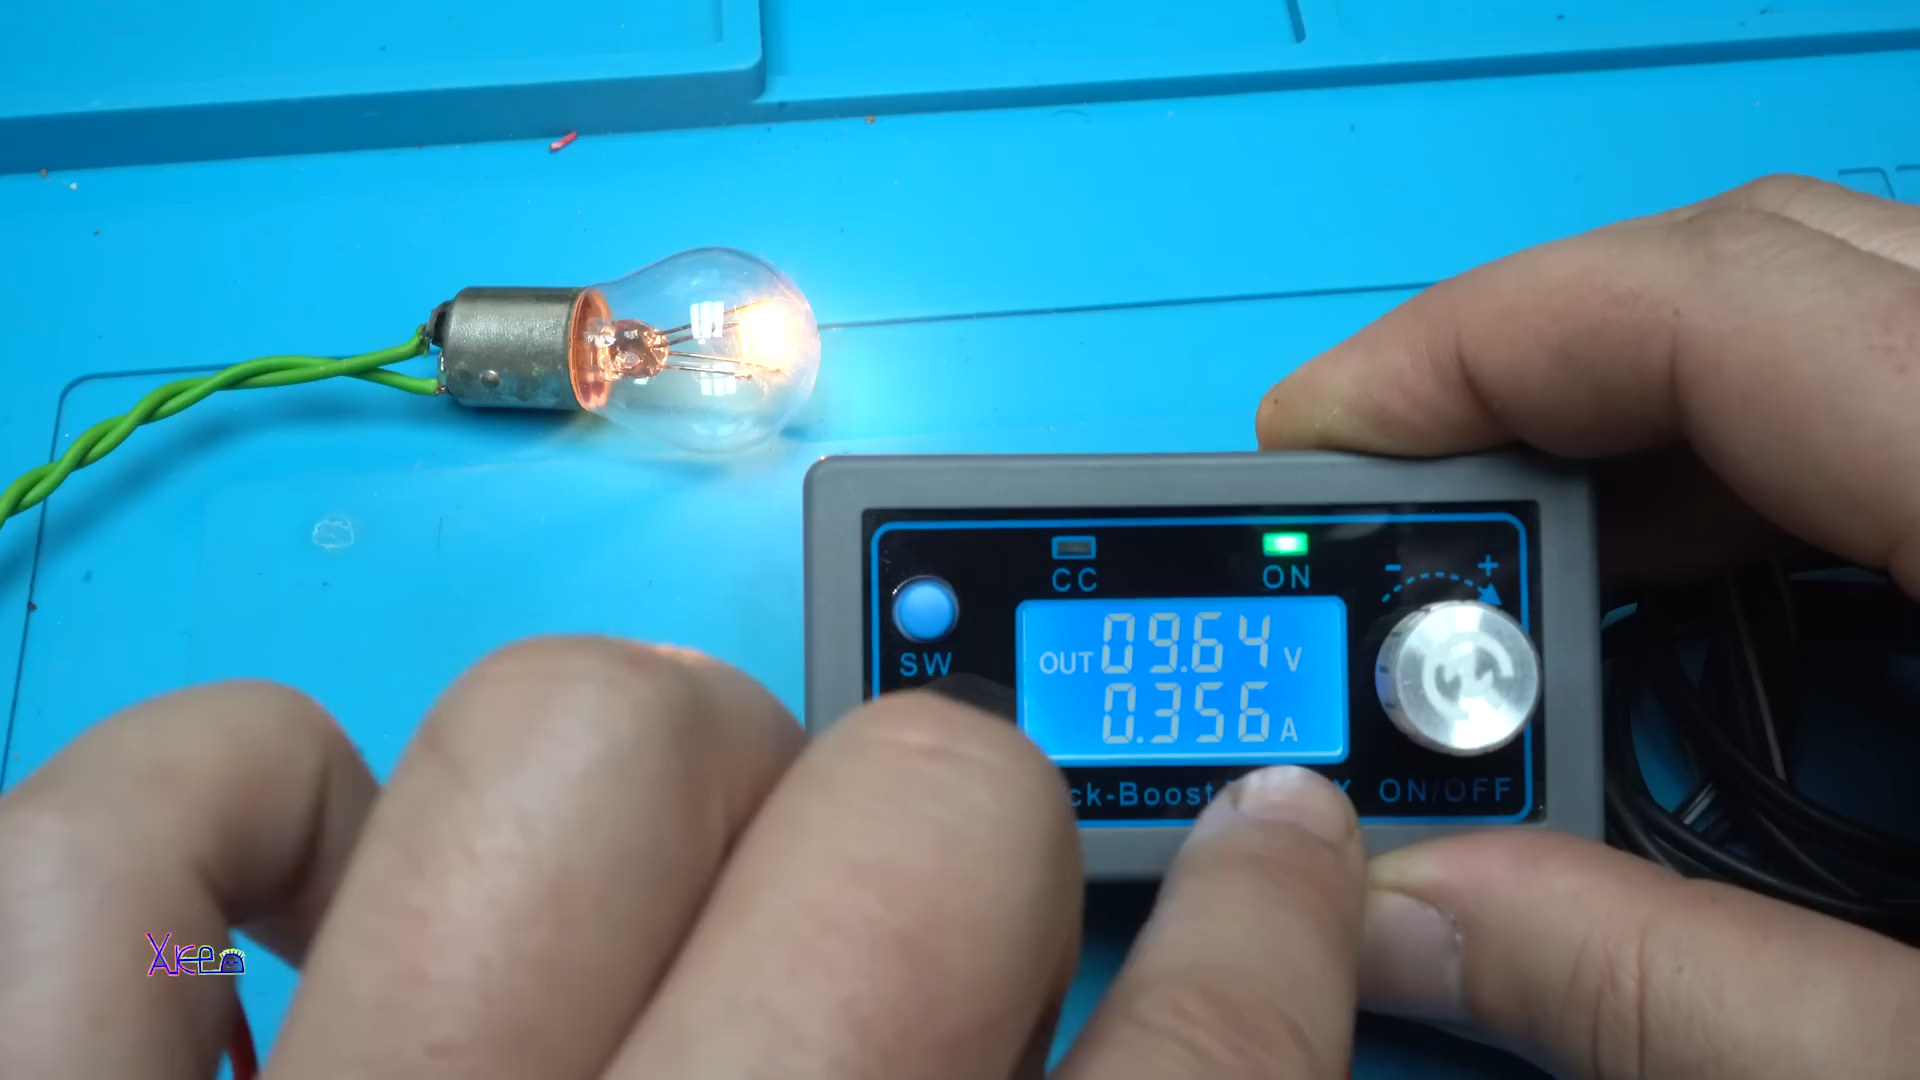 CC
ON
- +
SW
OUT 09.64 V
0.356 A
ck-Boost
ON/OFF